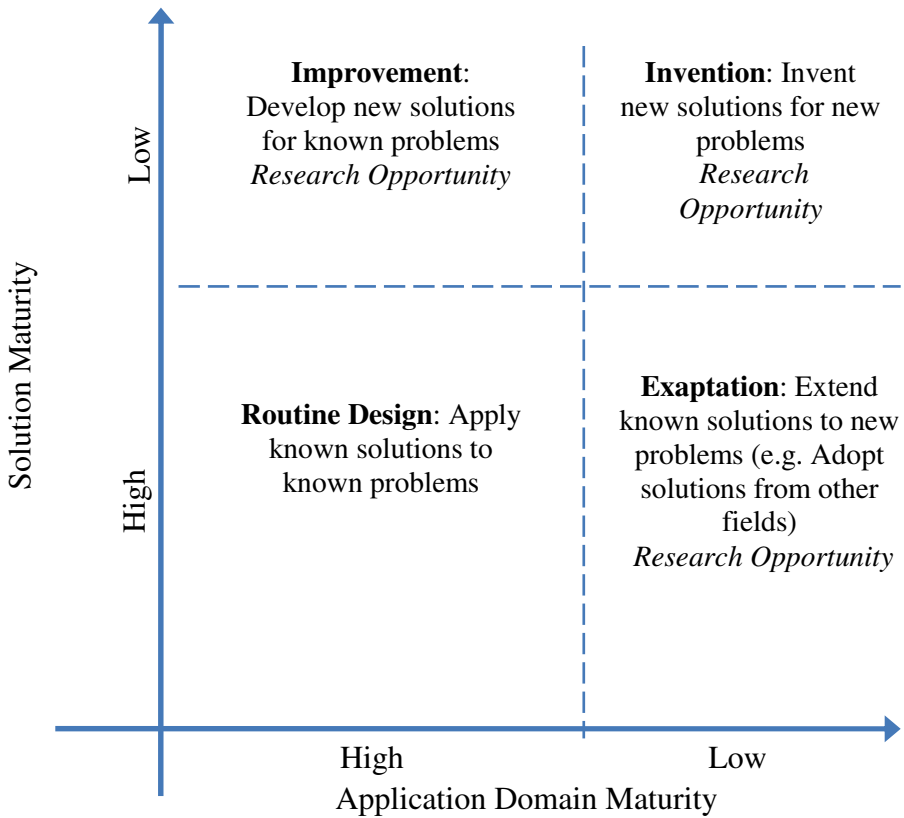 Improvement:
Develop new solutions
for known problems
Research Opportunity
Invention: Invent
new solutions for new
problems
Research
Opportunity
Low
Solution Maturity
Routine Design: Apply
known solutions to
known problems
Exaptation: Extend
known solutions to new
problems (e.g. Adopt
solutions from other
fields)
Research Opportunity
High
High
Low
Application Domain Maturity